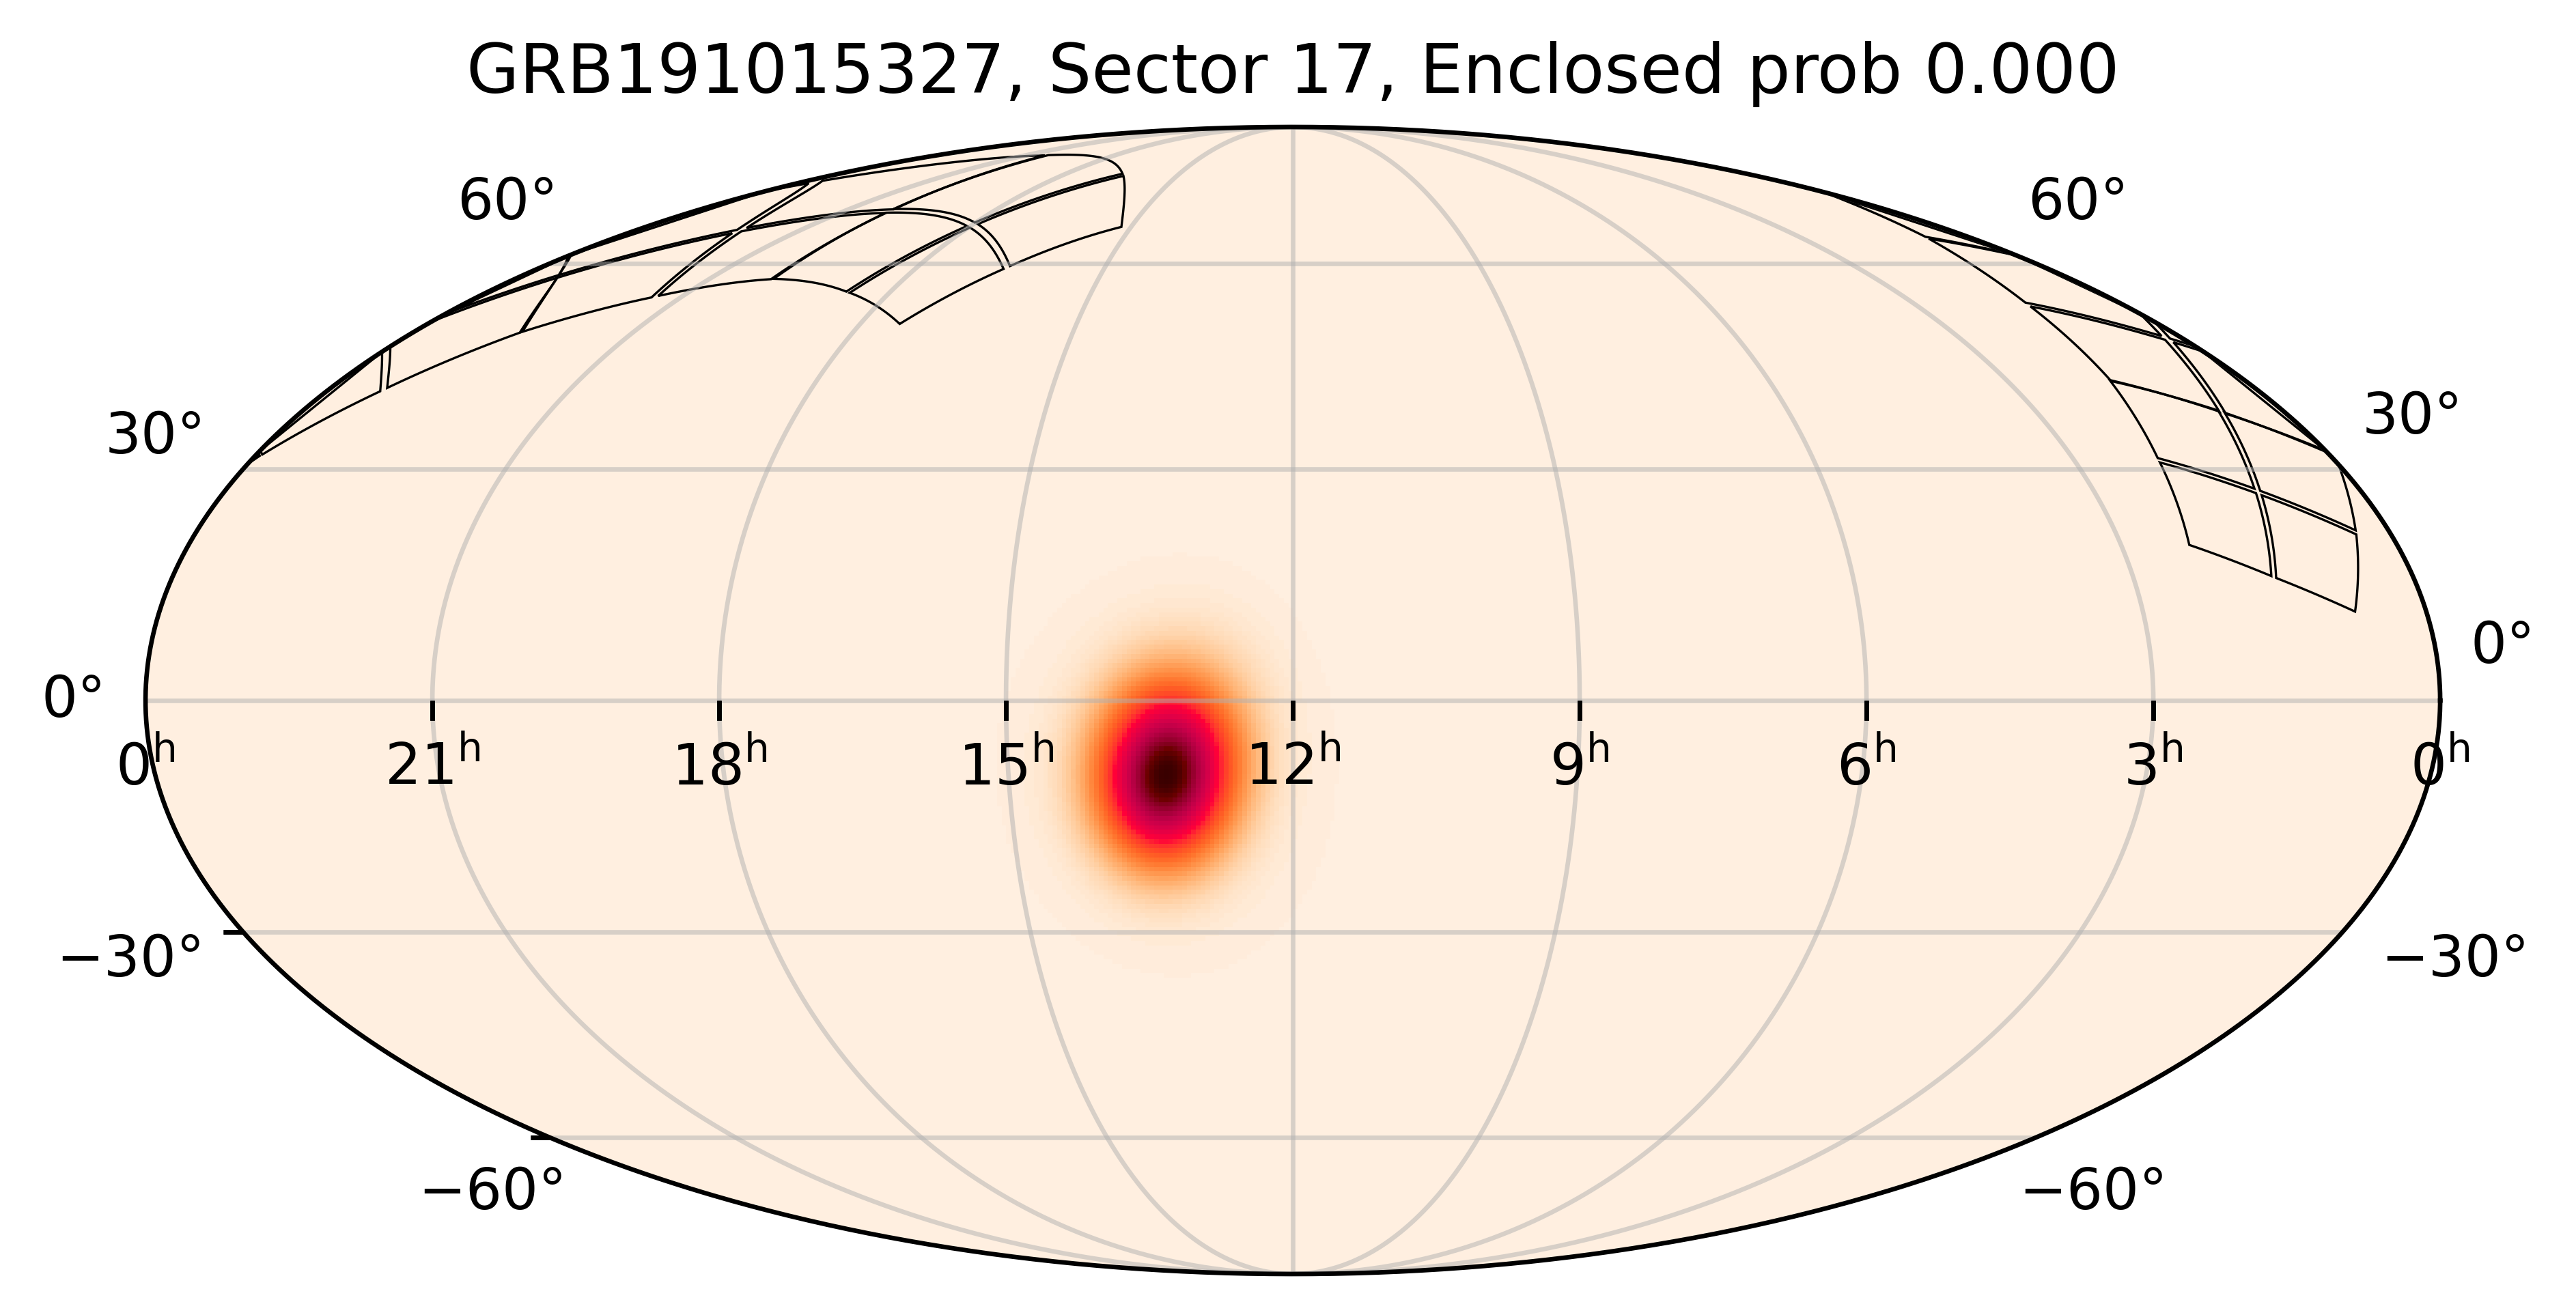 GRB191015327, Sector 17, Enclosed prob 0.000
60° 60°
30° 30°
0° 0°
0ʰ 21ʰ 18ʰ 15ʰ 12ʰ 9ʰ 6ʰ 3ʰ 0ʰ
−30° −30°
−60° −60°